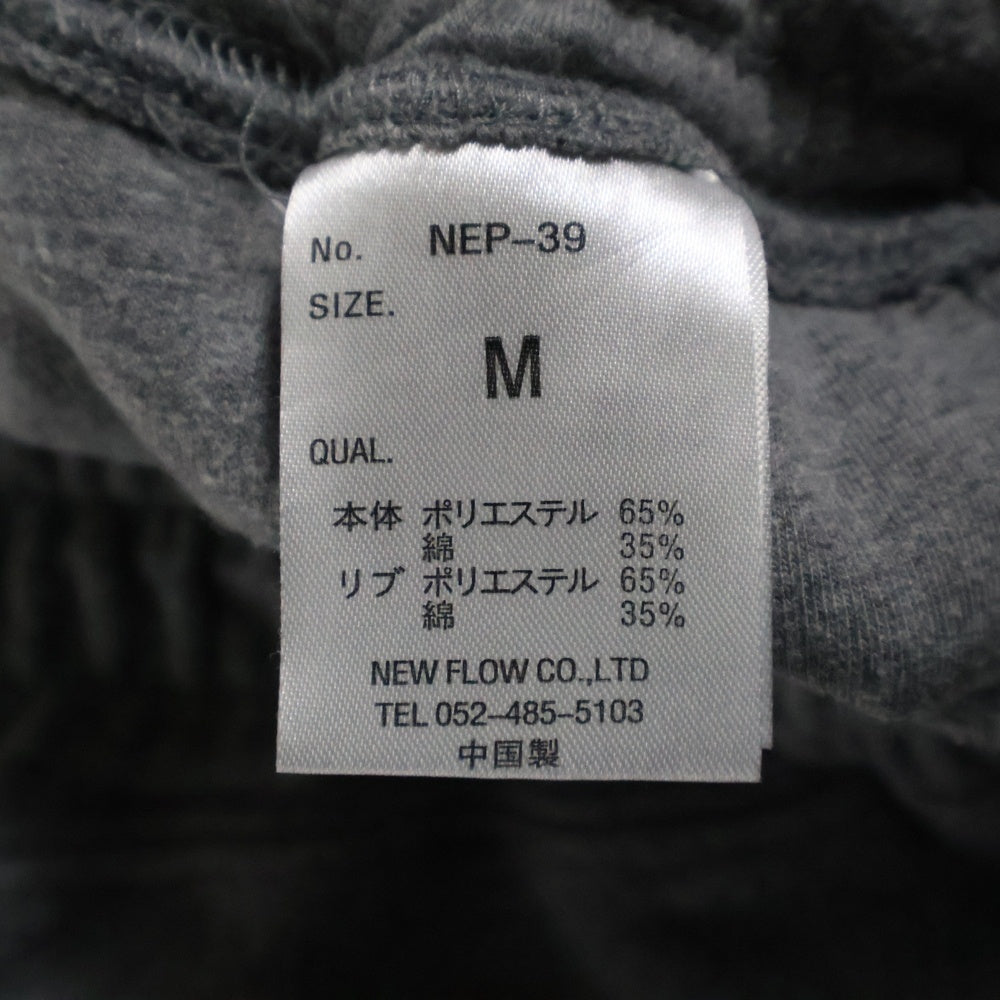 No. NEP-39
SIZE.
M
QUAL.
本体 ポリエステル 65%
綿 35%
リブ ポリエステル 65%
綿 35%
NEW FLOW CO.,LTD
TEL 052-485-5103
中国製